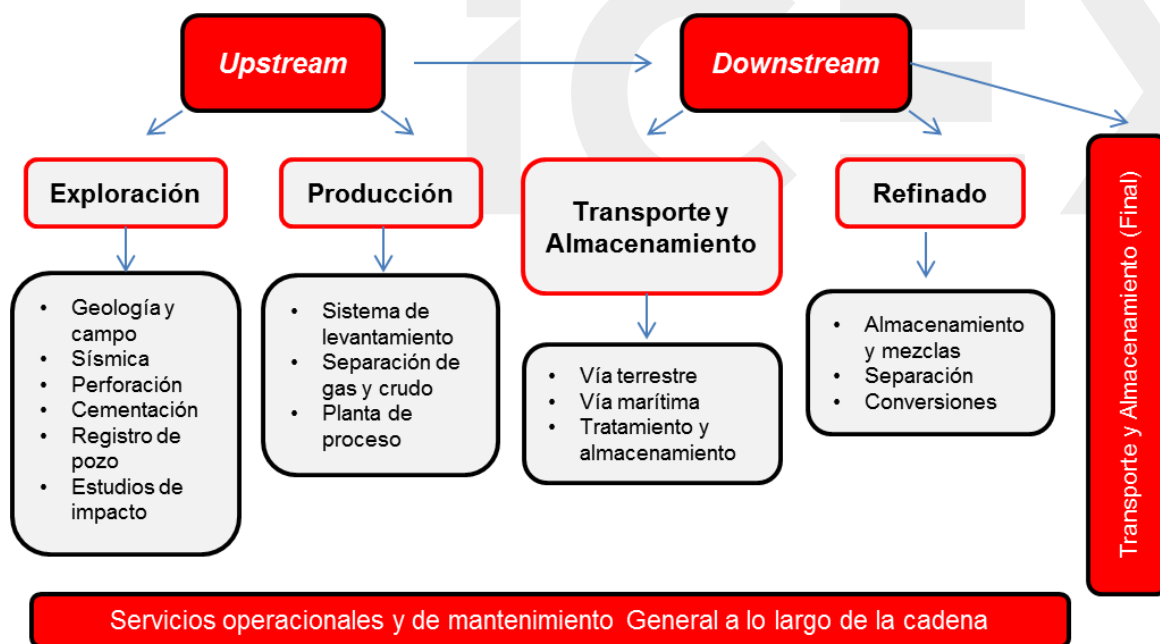 Upstream
Downstream
Exploración
Producción
Transporte y
Almacenamiento
Refinado
• Geología y
campo
• Sísmica
• Perforación
• Cementación
• Registro de
pozo
• Estudios de
impacto
• Sistema de
levantamiento
• Separación de
gas y crudo
• Planta de
proceso
• Vía terrestre
• Vía marítima
• Tratamiento y
almacenamiento
• Almacenamiento
y mezclas
• Separación
• Conversiones
Transporte y Almacenamiento (Final)
Servicios operacionales y de mantenimiento General a lo largo de la cadena